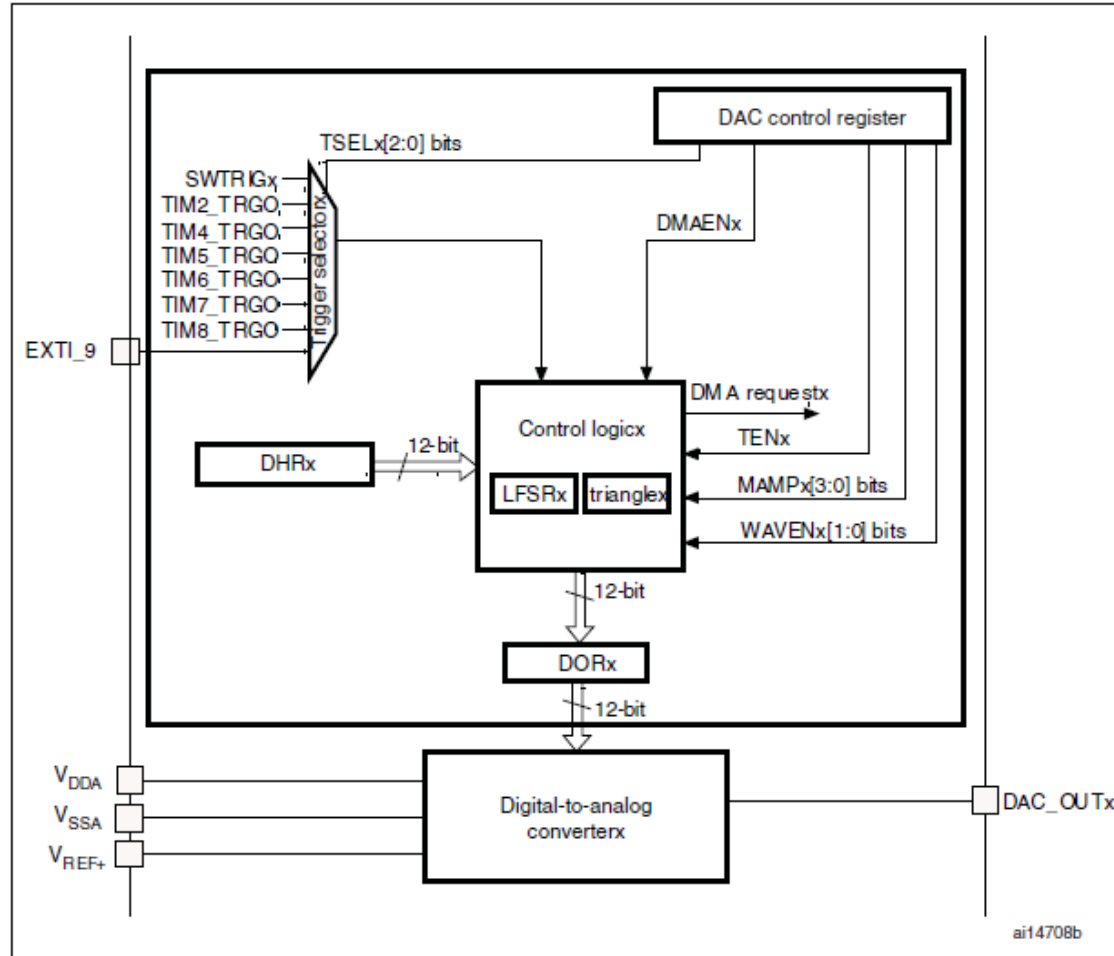 DAC control register
TSELx[2:0] bits
SWTRIGx
TIM2_TRGO
TIM4_TRGO
TIM5_TRGO
TIM6_TRGO
TIM7_TRGO
TIM8_TRGO
Trigger selectorx
DMAENx
EXTI_9
DMA requestx
Control logicx
TENx
12-bit
DHRx
LFSRx
trianglex
MAMPx[3:0] bits
WAVENx[1:0] bits
12-bit
DORx
12-bit
VDDA
VSSA
VREF+
Digital-to-analog
converterx
DAC_OUTx
ai14708b